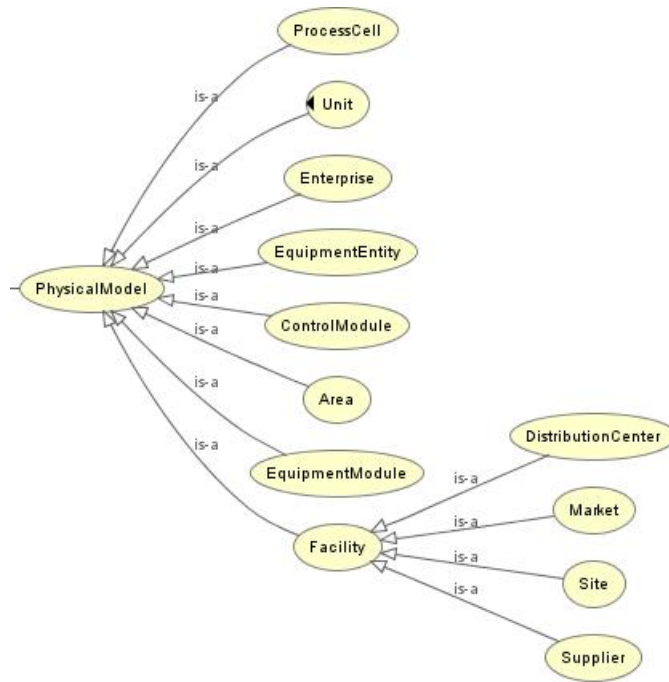 ProcessCell
is-a
Unit
is-a
Enterprise
is-a
EquipmentEntity
is-a
PhysicalModel
is-a
ControlModule
is-a
Area
is-a
EquipmentModule
is-a
Facility
DistributionCenter
is-a
Market
is-a
Site
is-a
Supplier
is-a